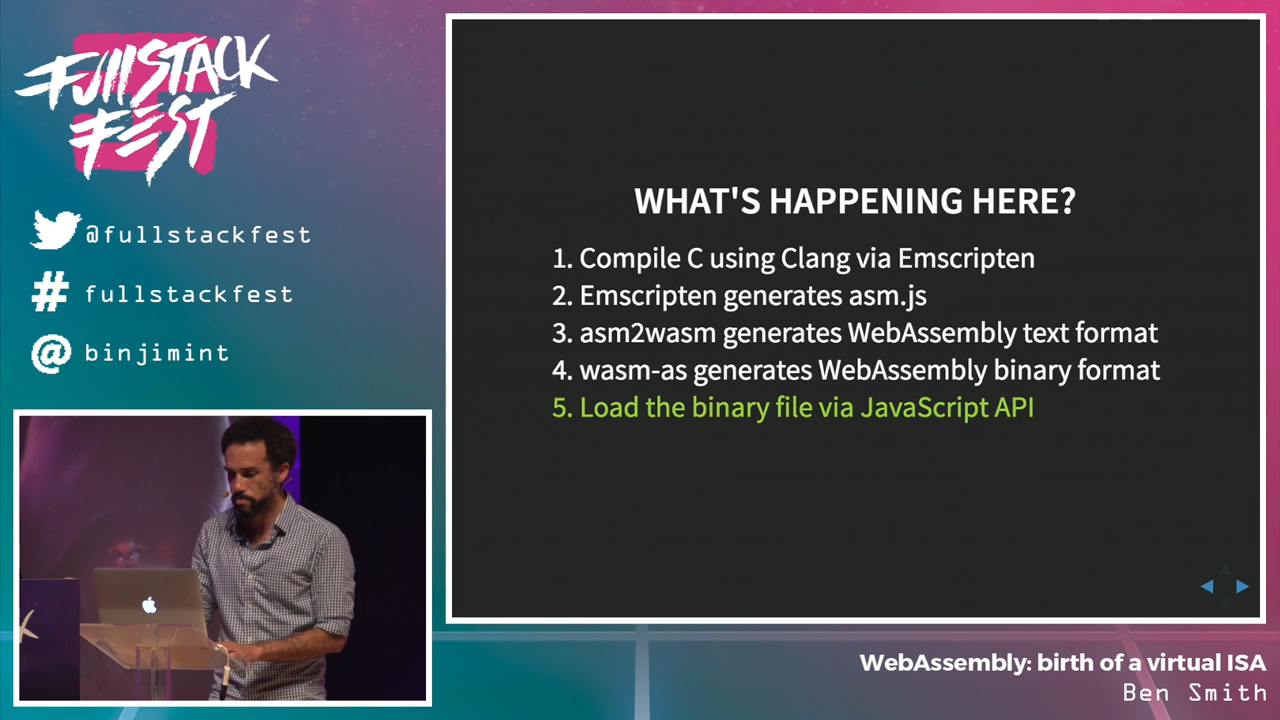 FullSTACK
FEST
@fullstackfest
# fullstackfest
@ binjimint
WHAT'S HAPPENING HERE?
1. Compile C using Clang via Emscripten
2. Emscripten generates asm.js
3. asm2wasm generates WebAssembly text format
4. wasm-as generates WebAssembly binary format
5. Load the binary file via JavaScript API
WebAssembly: birth of a virtual ISA
Ben Smith